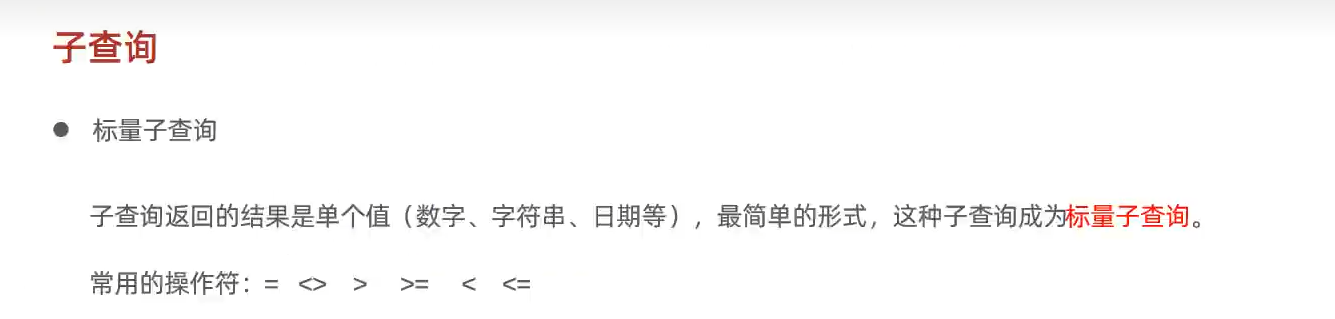 子查询
● 标量子查询
子查询返回的结果是单个值（数字、字符串、日期等），最简单的形式，这种子查询成为标量子查询。
常用的操作符：= <> > >= < <=